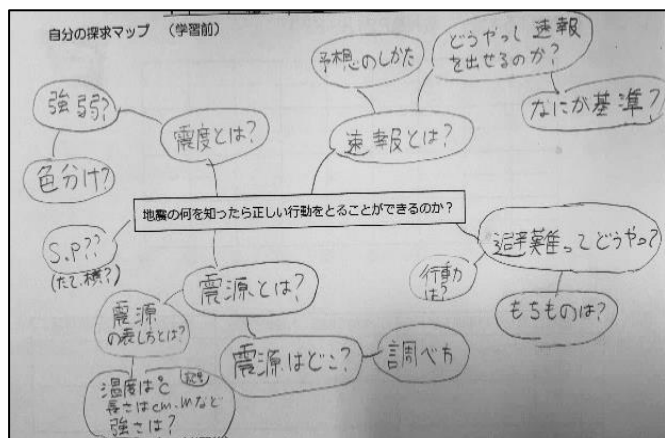 自分の探求マップ （学習前）
予想のしかた
どうやって速報
を出せるのか？
なにが基準？
強弱？
震度とは？
速報とは？
色分け？
地震の何を知ったら正しい行動をとることができるのか？
S.P??
(たて、横?)
震源とは？
避難ってどうやって？
行動
は？
もちものは？
震源
の表し方とは？
震源はどこ？
調べ方
温度は℃
長さはcm.mなど
強さは？